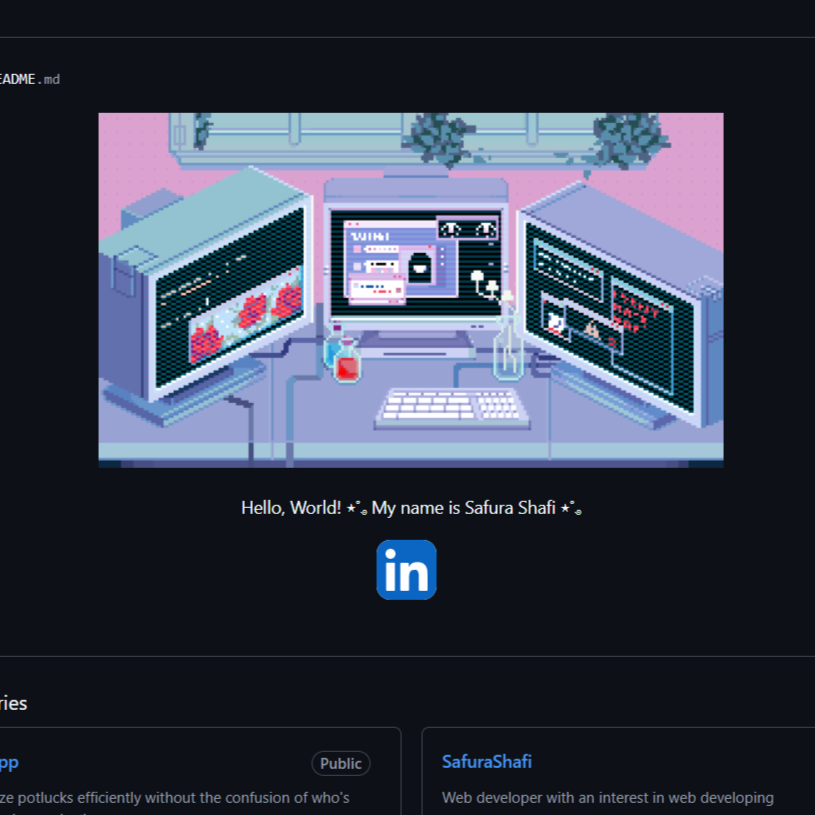 EADME.md
Hello, World! ⋆˚࿔ My name is Safura Shafi ⋆˚࿔
in
ries
pp
Public
SafuraShafi
ze potlucks efficiently without the confusion of who's
Web developer with an interest in web developing